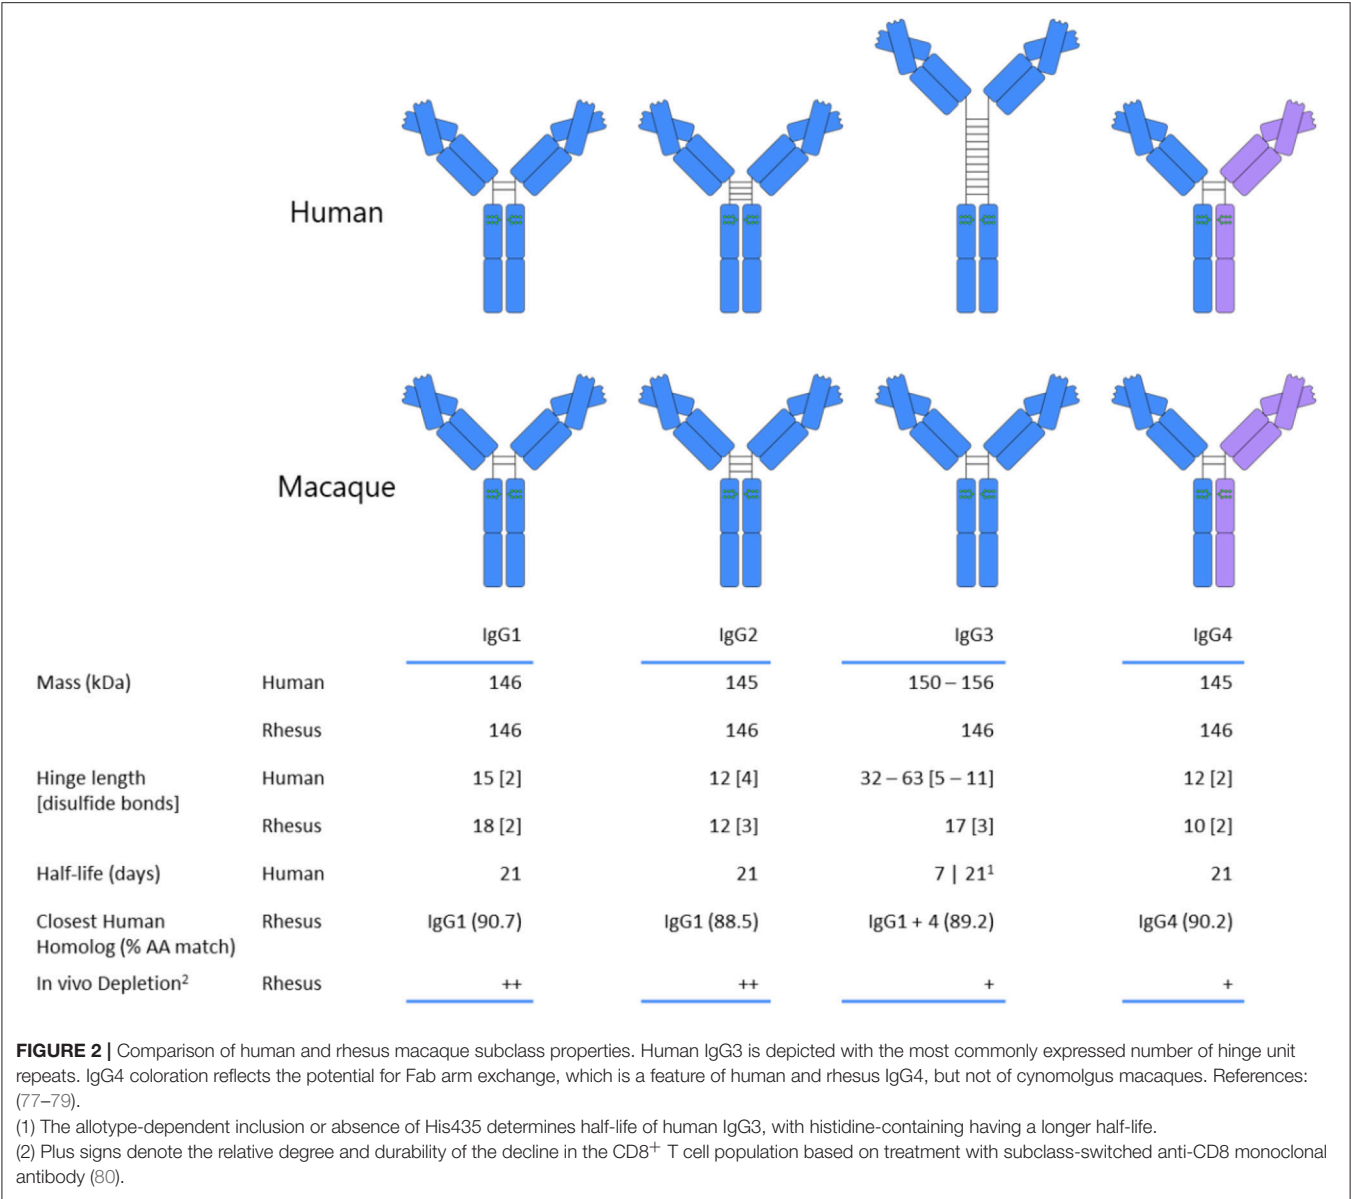 Human
Macaque
IgG1 IgG2 IgG3 IgG4
Mass (kDa) Human 146 145 150 – 156 145
Rhesus 146 146 146 146
Hinge length Human 15 [2] 12 [4] 32 – 63 [5 – 11] 12 [2]
[disulfide bonds]
Rhesus 18 [2] 12 [3] 17 [3] 10 [2]
Half-life (days) Human 21 21 7 | 21¹ 21
Closest Human Rhesus IgG1 (90.7) IgG1 (88.5) IgG1 + 4 (89.2) IgG4 (90.2)
Homolog (% AA match)
In vivo Depletion² Rhesus ++ ++ + +
FIGURE 2 | Comparison of human and rhesus macaque subclass properties. Human IgG3 is depicted with the most commonly expressed number of hinge unit
repeats. IgG4 coloration reflects the potential for Fab arm exchange, which is a feature of human and rhesus IgG4, but not of cynomolgus macaques. References:
(77–79).
(1) The allotype-dependent inclusion or absence of His435 determines half-life of human IgG3, with histidine-containing having a longer half-life.
(2) Plus signs denote the relative degree and durability of the decline in the CD8⁺ T cell population based on treatment with subclass-switched anti-CD8 monoclonal
antibody (80).